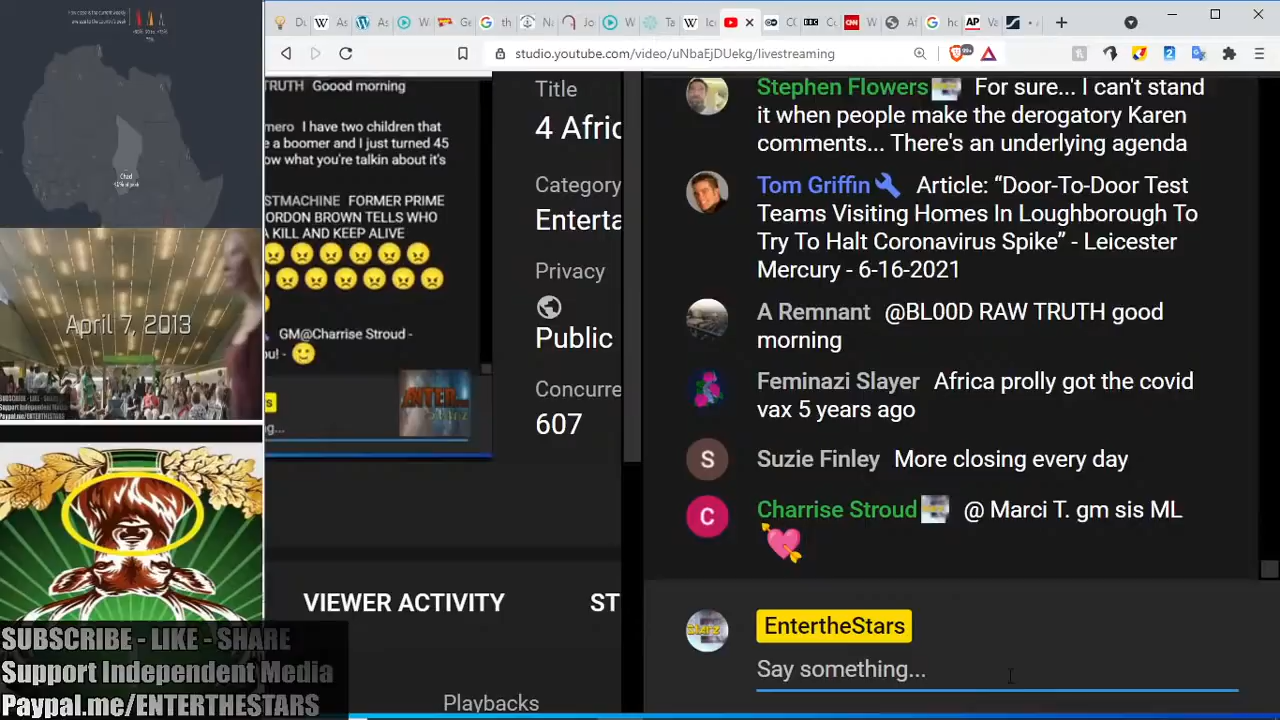 Chad
April 7, 2013
SUBSCRIBE - LIKE - SHARE
Support Independent Media
Paypal.me/ENTERTHESTARS
studio.youtube.com/video/uNbaEjDUekg/livestreaming
99+
TRUTH Goood morning
mero I have two children that
e a boomer and I just turned 45
ow what you're talkin about it's
STMACHINE FORMER PRIME
ORDON BROWN TELLS WHO
A KILL AND KEEP ALIVE
😠😠😠😠😠😠
😠😠😠😠😠😠
GM@Charrise Stroud -
ou! - 🙂
Title
4 Afric
Category
Enterta
Privacy
Public
Concurre
607
VIEWER ACTIVITY
ST
Playbacks
Stephen Flowers For sure... I can't stand
it when people make the derogatory Karen
comments... There's an underlying agenda
Tom Griffin Article: “Door-To-Door Test
Teams Visiting Homes In Loughborough To
Try To Halt Coronavirus Spike” - Leicester
Mercury - 6-16-2021
A Remnant @BL00D RAW TRUTH good
morning
Feminazi Slayer Africa prolly got the covid
vax 5 years ago
S
Suzie Finley More closing every day
C
Charrise Stroud @ Marci T. gm sis ML
💘
EntertheStars
Say something...